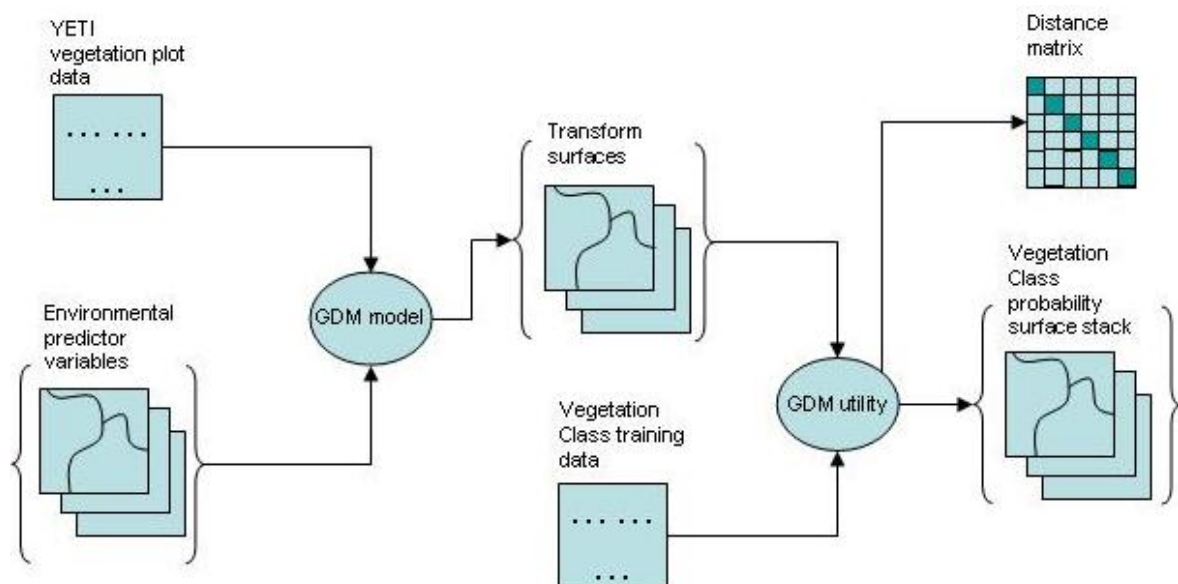 YETI
vegetation plot
data
Distance
matrix
Transform
surfaces
Environmental
predictor
variables
GDM model
Vegetation
Class
probability
surface stack
Vegetation
Class training
data
GDM utility